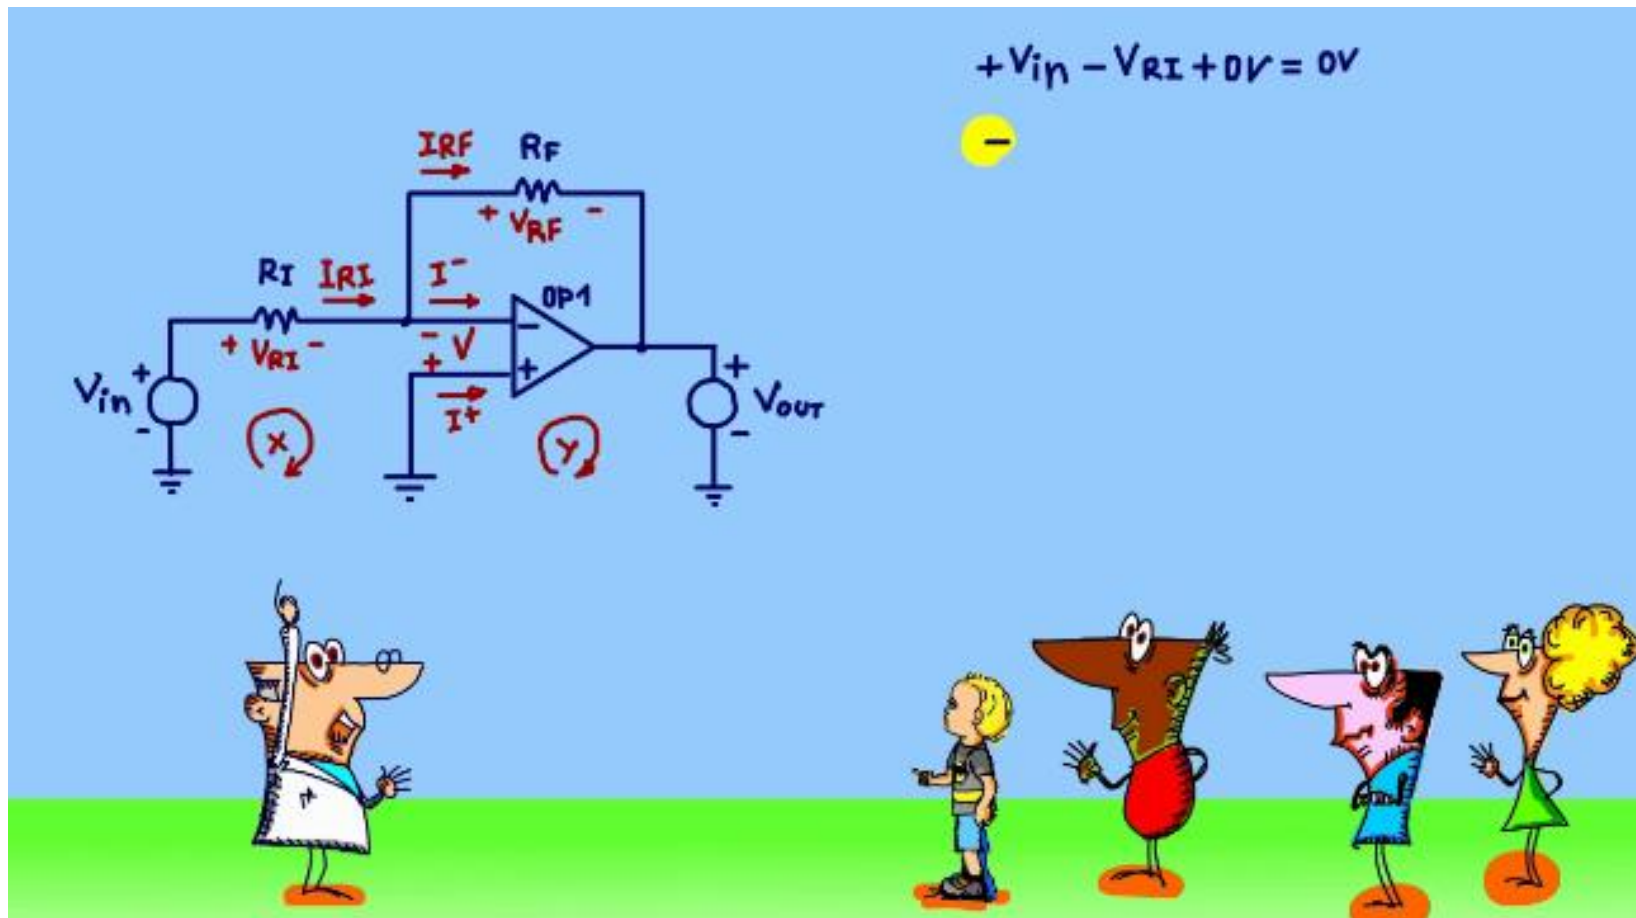 +Vin - VRI + 0V = 0V
-
IRF RF
+ VRF -
RI IRI I-
OP1
+ VRI - - V -
+ +
Vin + + VOUT
I+
- X Y -